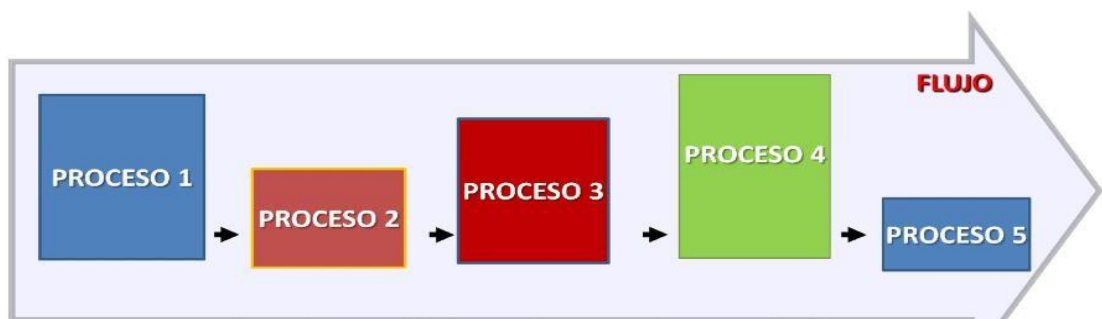 FLUJO
PROCESO 1
PROCESO 2
PROCESO 3
PROCESO 4
PROCESO 5